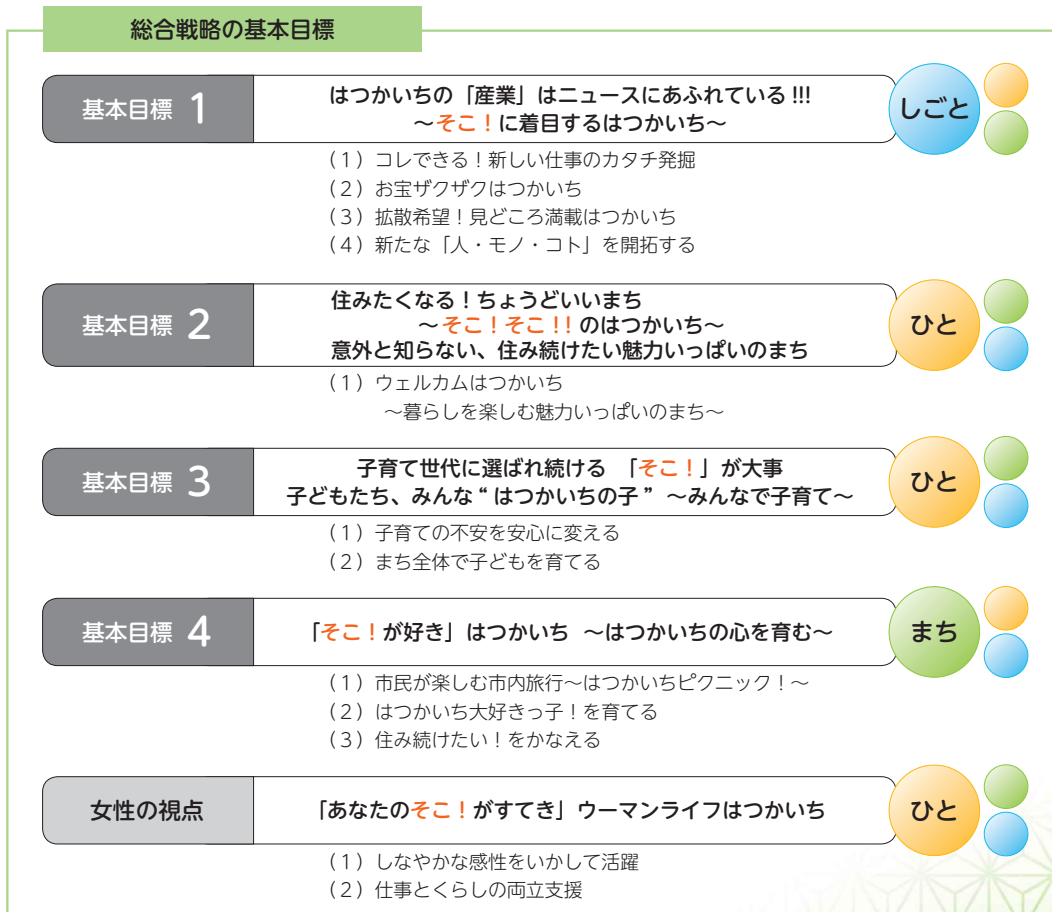 総合戦略の基本目標
基本目標 1
はつかいちの「産業」はニュースにあふれている!!!
～そこ！に着目するはつかいち～
しごと
（1）コレできる！新しい仕事のカタチ発掘
（2）お宝ザクザクはつかいち
（3）拡散希望！見どころ満載はつかいち
（4）新たな「人・モノ・コト」を開拓する
基本目標 2
住みたくなる！ちょうどいいまち
～そこ！そこ!!のはつかいち～
意外と知らない、住み続けたい魅力いっぱいのまち
ひと
（1）ウェルカムはつかいち
～暮らしを楽しむ魅力いっぱいのまち～
基本目標 3
子育て世代に選ばれ続ける 「そこ！」が大事
子どもたち、みんな“はつかいちの子” ～みんなで子育て～
ひと
（1）子育ての不安を安心に変える
（2）まち全体で子どもを育てる
基本目標 4
「そこ！が好き」はつかいち ～はつかいちの心を育む～
まち
（1）市民が楽しむ市内旅行～はつかいちピクニック！～
（2）はつかいち大好きっ子！を育てる
（3）住み続けたい！をかなえる
女性の視点
「あなたのそこ！がすてき」ウーマンライフはつかいち
ひと
（1）しなやかな感性をいかして活躍
（2）仕事とくらしの両立支援